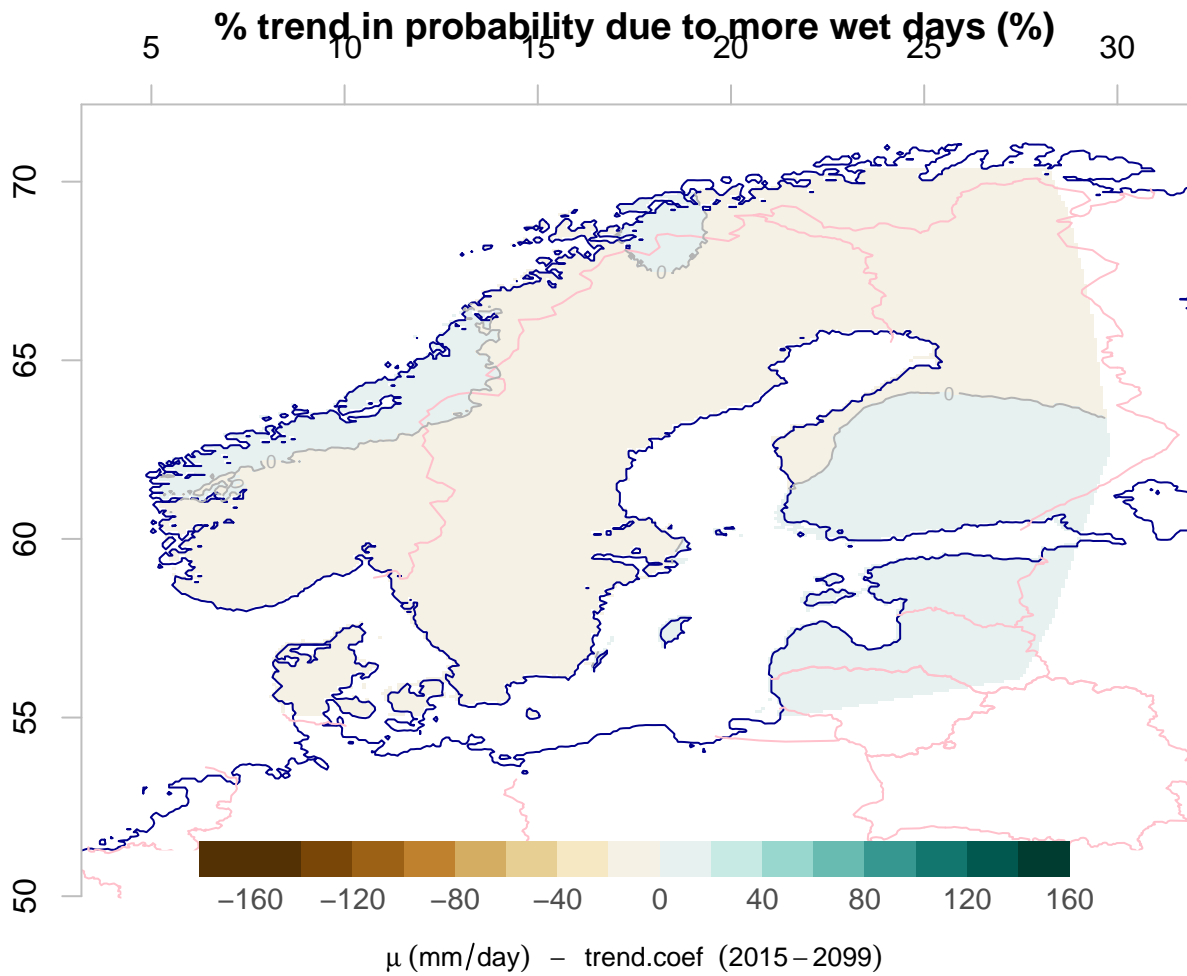 % trend in probability due to more wet days (%)
5 10 15 20 25 30
70
65
60
55
50
0
0
0
−160 −120 −80 −40 0 40 80 120 160
μ (mm/day) − trend.coef (2015−2099)